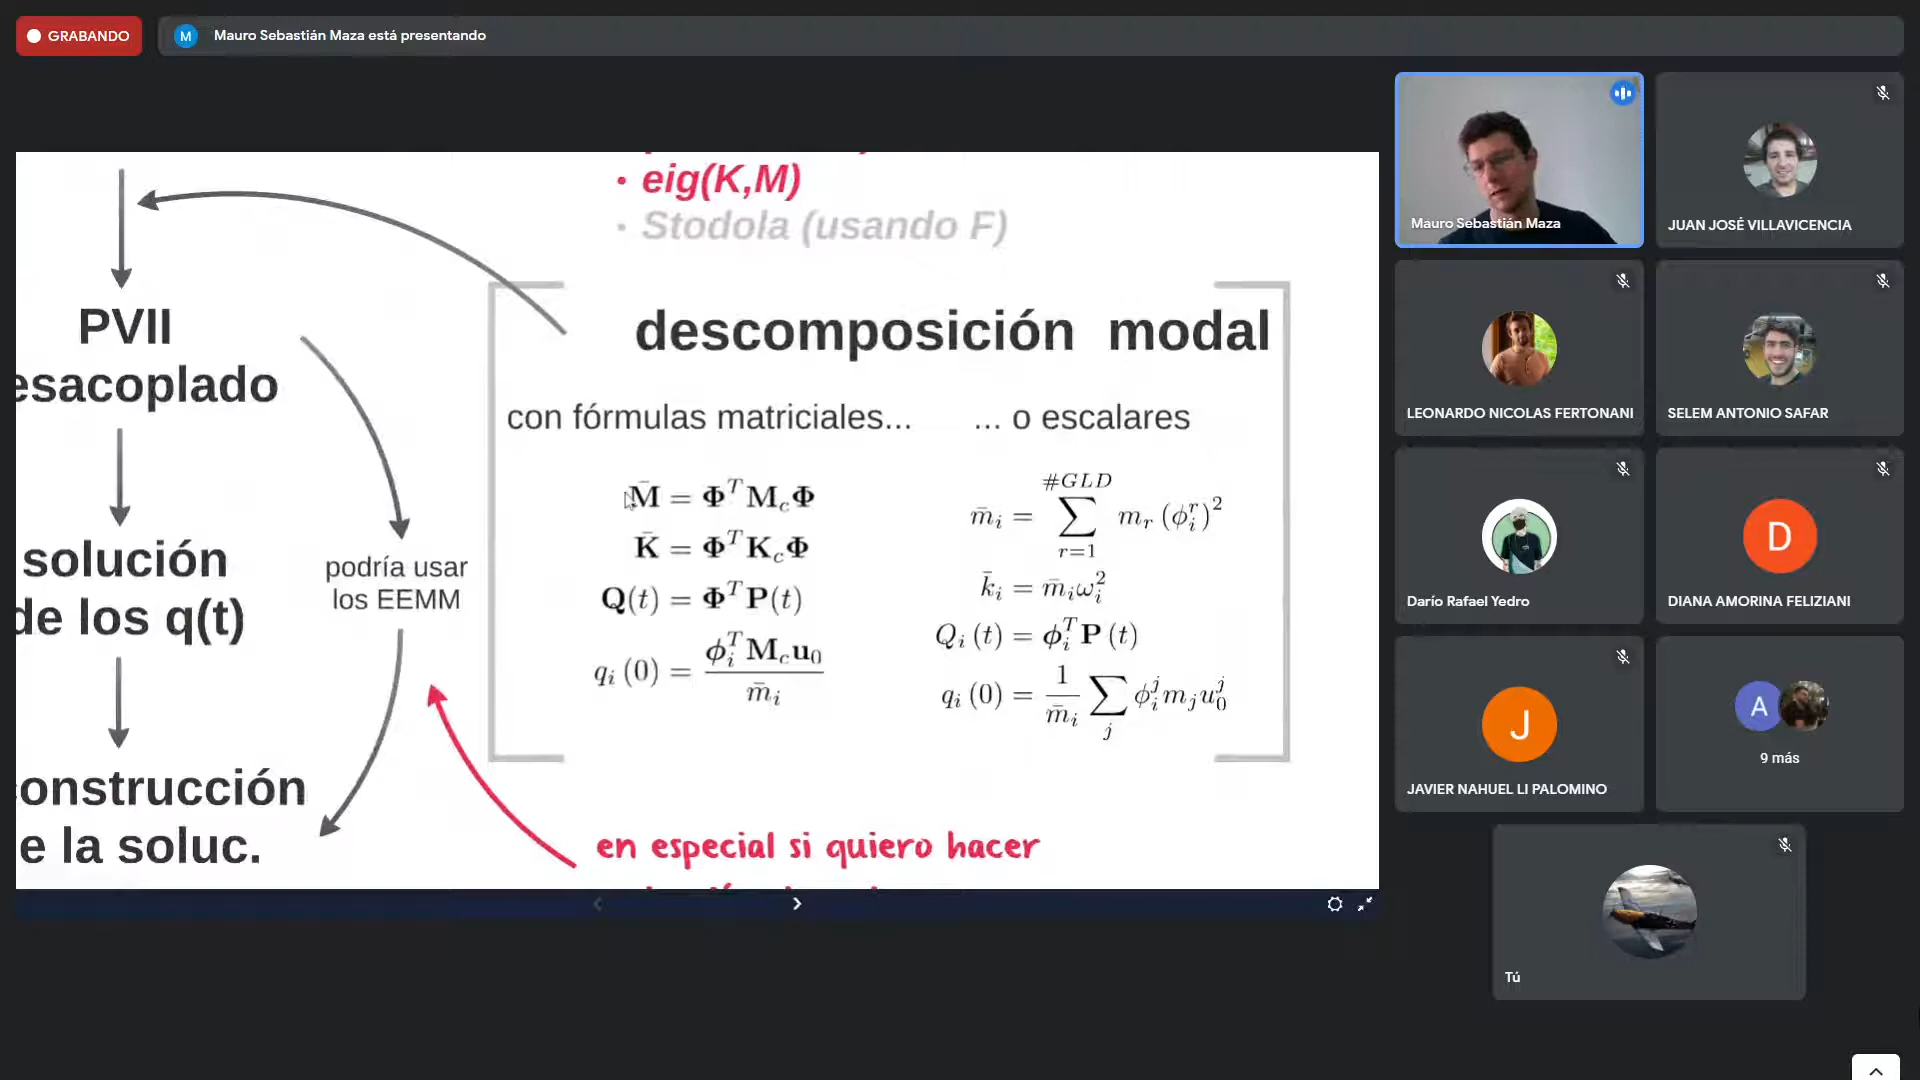 GRABANDO
M
Mauro Sebastián Maza está presentando
• eig(K,M)
• Stodola (usando F)
PVII
esacoplado
solución
de los q(t)
construcción
e la soluc.
podría usar
los EEMM
descomposición modal
con fórmulas matriciales...
M̄ = Φ^T M_c Φ
K̄ = Φ^T K_c Φ
Q(t) = Φ^T P(t)
q_i (0) = ϕ_i^T M_c u_0 / m̄_i
... o escalares
m̄_i = ∑_{r=1}^{#GLD} m_r (ϕ_i^r)^2
k̄_i = m̄_i ω_i^2
Q_i (t) = ϕ_i^T P (t)
q_i (0) = 1/m̄_i ∑_j ϕ_i^j m_j u_0^j
en especial si quiero hacer
Mauro Sebastián Maza
JUAN JOSÉ VILLAVICENCIA
LEONARDO NICOLAS FERTONANI
SELEM ANTONIO SAFAR
Darío Rafael Yedro
D
DIANA AMORINA FELIZIANI
J
JAVIER NAHUEL LI PALOMINO
A
9 más
Tú